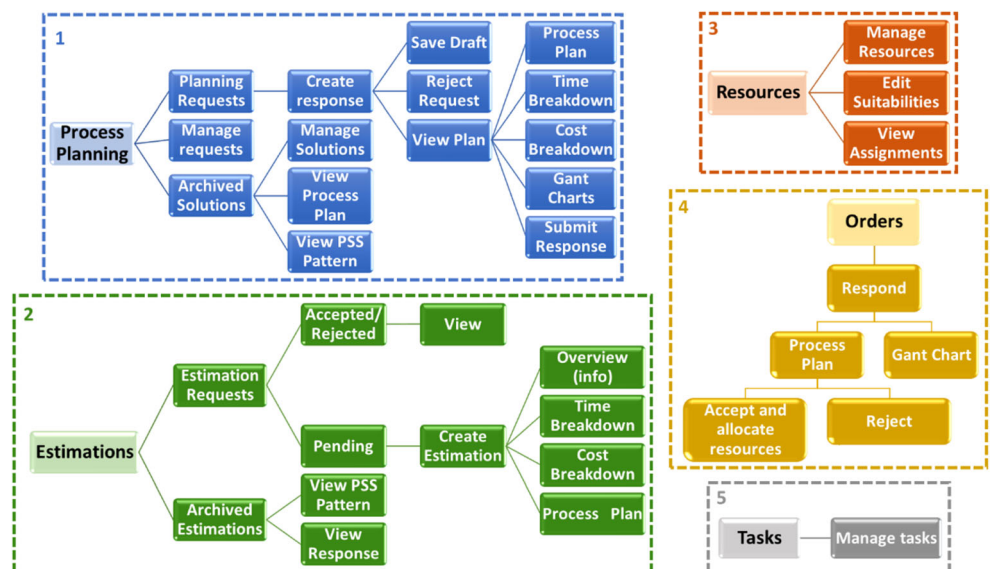 1
Process
Planning
Planning
Requests
Manage
requests
Archived
Solutions
Create
response
Manage
Solutions
View
Process
Plan
View PSS
Pattern
Save Draft
Reject
Request
View Plan
Process
Plan
Time
Breakdown
Cost
Breakdown
Gant
Charts
Submit
Response
2
Estimations
Estimation
Requests
Archived
Estimations
Accepted/
Rejected
Pending
View PSS
Pattern
View
Response
View
Create
Estimation
Overview
(info)
Time
Breakdown
Cost
Breakdown
Process Plan
3
Resources
Manage
Resources
Edit
Suitabilities
View
Assignments
4
Orders
Respond
Process
Plan
Gant Chart
Accept and
allocate
resources
Reject
5
Tasks
Manage tasks